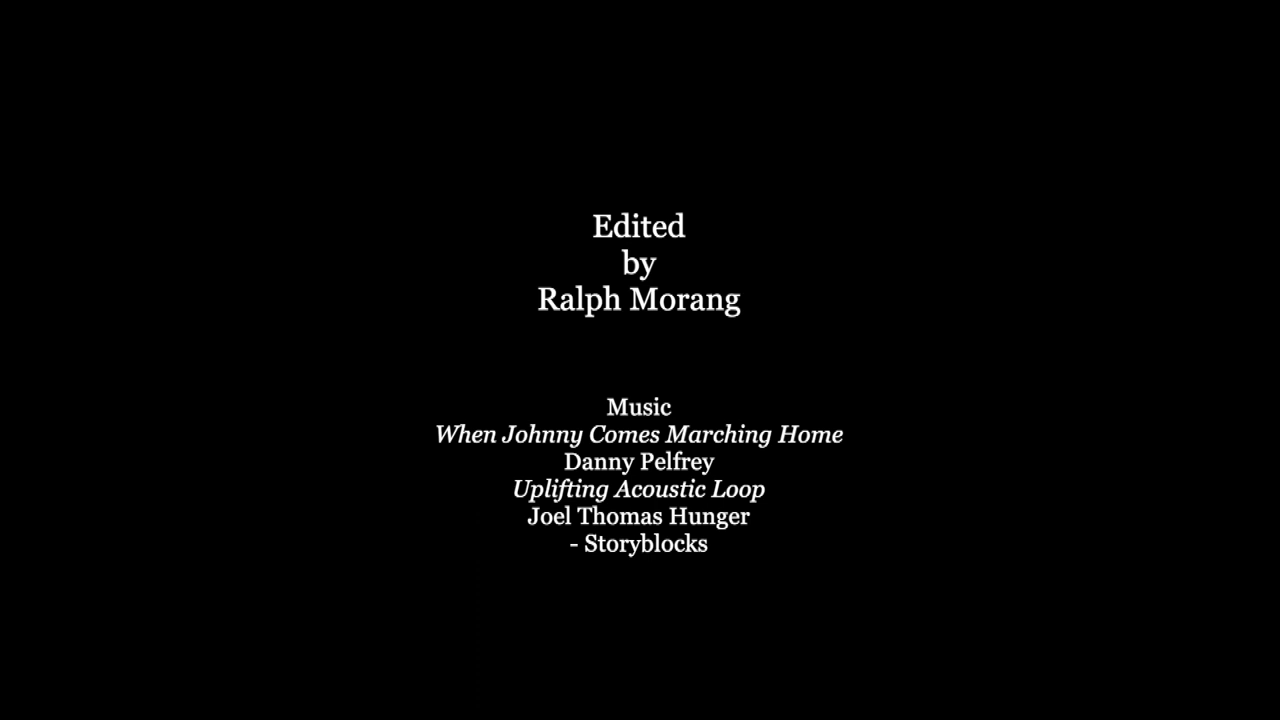 Edited
by
Ralph Morang
Music
When Johnny Comes Marching Home
Danny Pelfrey
Uplifting Acoustic Loop
Joel Thomas Hunger
- Storyblocks